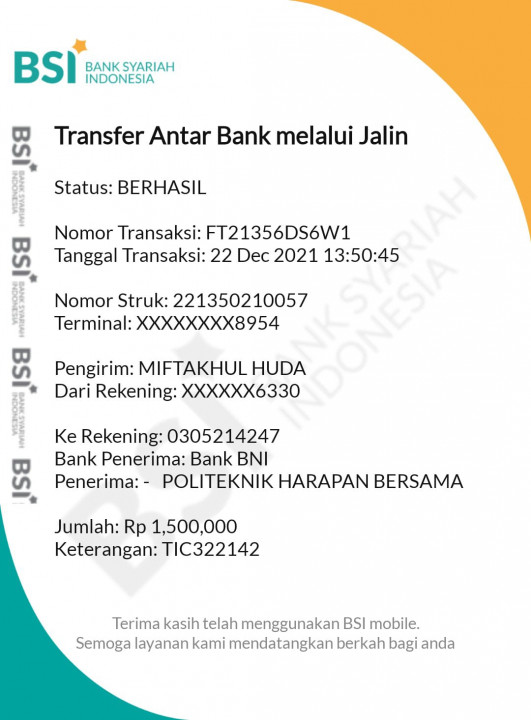 BSI BANK SYARIAH
INDONESIA
Transfer Antar Bank melalui Jalin
Status: BERHASIL
Nomor Transaksi: FT21356DS6W1
Tanggal Transaksi: 22 Dec 2021 13:50:45
Nomor Struk: 221350210057
Terminal: XXXXXXXX8954
Pengirim: MIFTAKHUL HUDA
Dari Rekening: XXXXXX6330
Ke Rekening: 0305214247
Bank Penerima: Bank BNI
Penerima: - POLITEKNIK HARAPAN BERSAMA
Jumlah: Rp 1,500,000
Keterangan: TIC322142
Terima kasih telah menggunakan BSI mobile.
Semoga layanan kami mendatangkan berkah bagi anda
BSI BANK SYARIAH INDONESIA
BSI BANK SYARIAH INDONESIA
BSI BANK SYARIAH INDONESIA
BSI
BSI BANK SYARIAH
INDONESIA